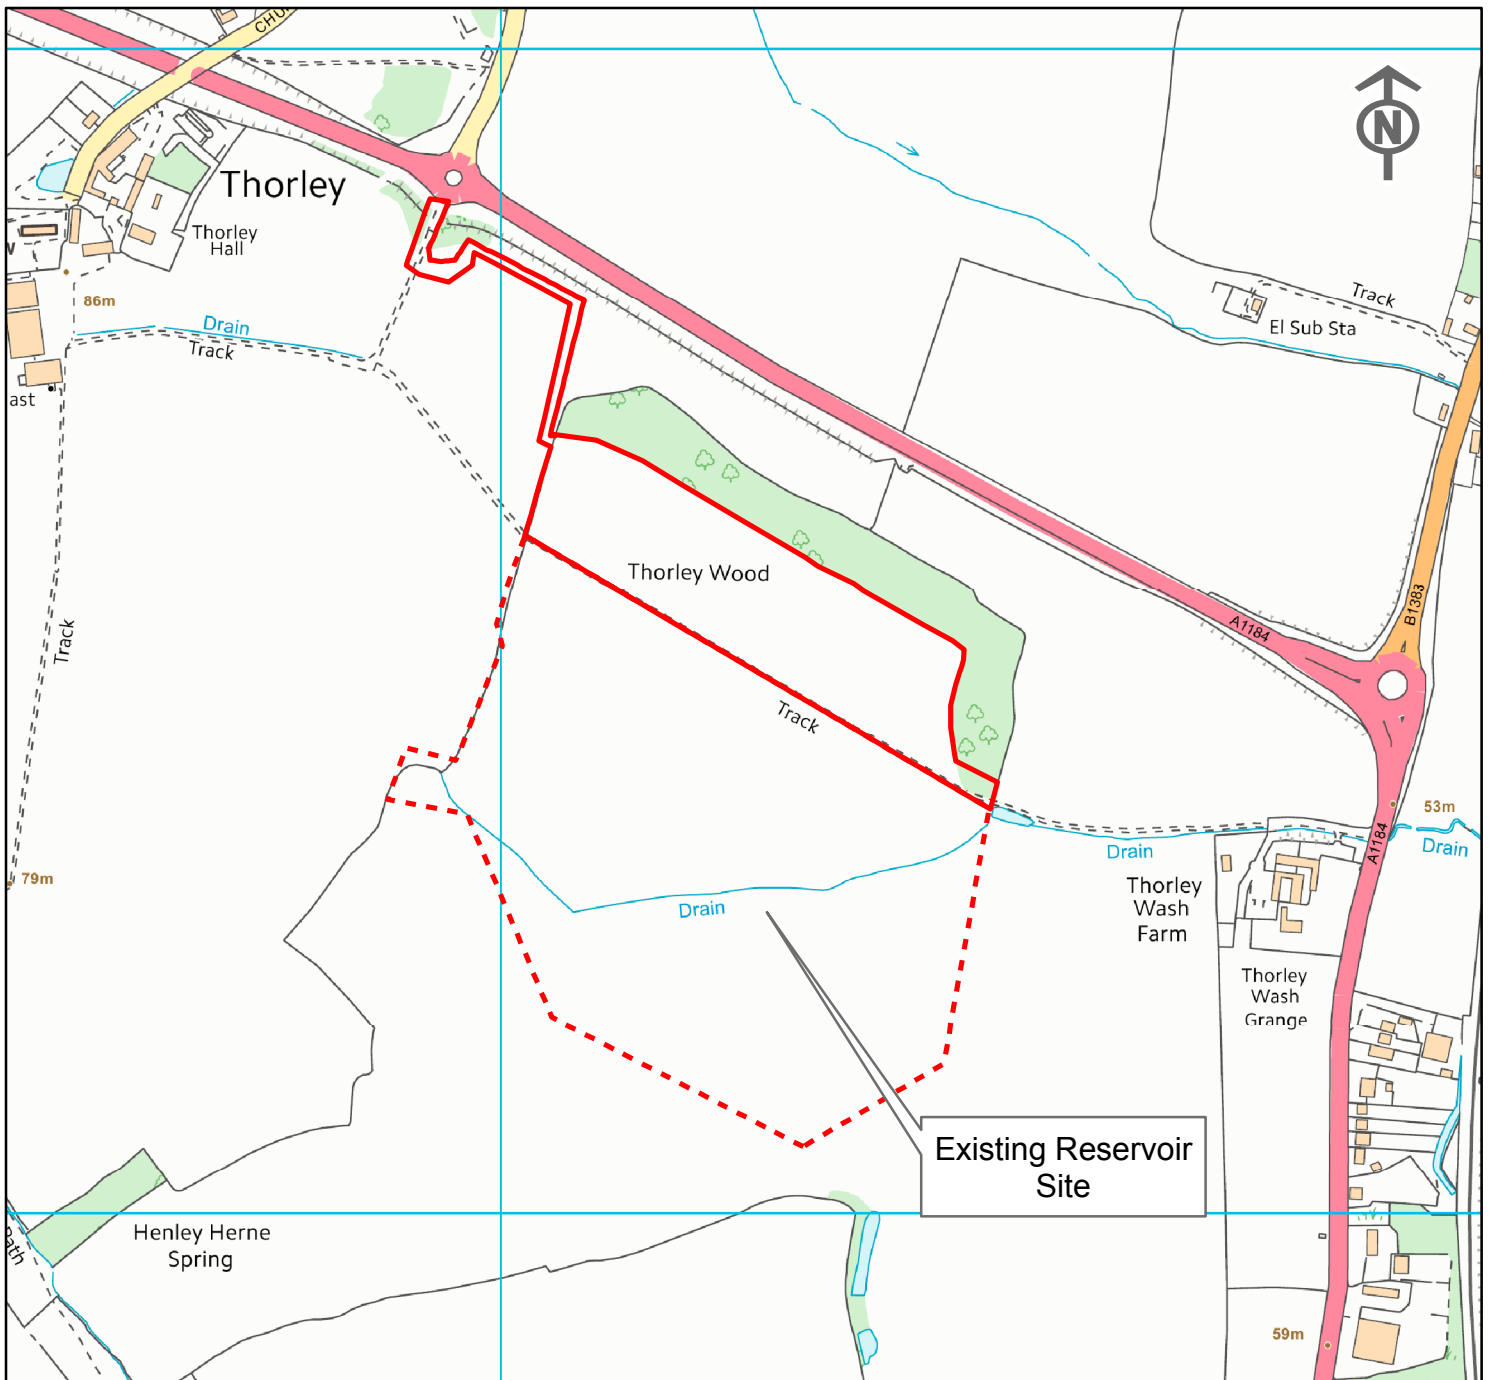 N
Thorley
Thorley
Hall
86m
Drain
Track
ast
Track
El Sub Sta
Thorley Wood
A1184
B1383
Track
Track
53m
A1184
Drain
Drain
79m
Drain
Thorley
Wash
Farm
Thorley
Wash
Grange
Existing Reservoir
Site
Henley Herne
Spring
Path
59m